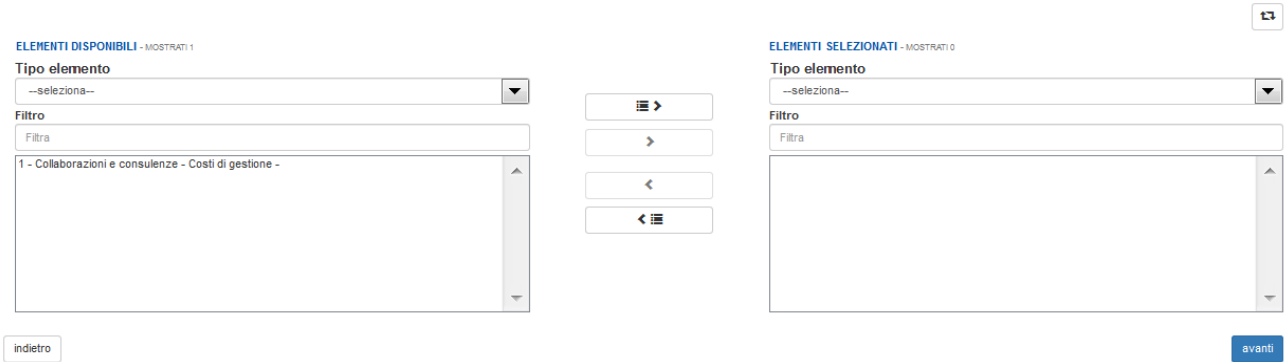 ELEMENTI DISPONIBILI - MOSTRATI 1
Tipo elemento
--seleziona--
Filtro
Filtra
1 - Collaborazioni e consulenze - Costi di gestione -
ELEMENTI SELEZIONATI - MOSTRATI 0
Tipo elemento
--seleziona--
Filtro
Filtra
indietro
avanti